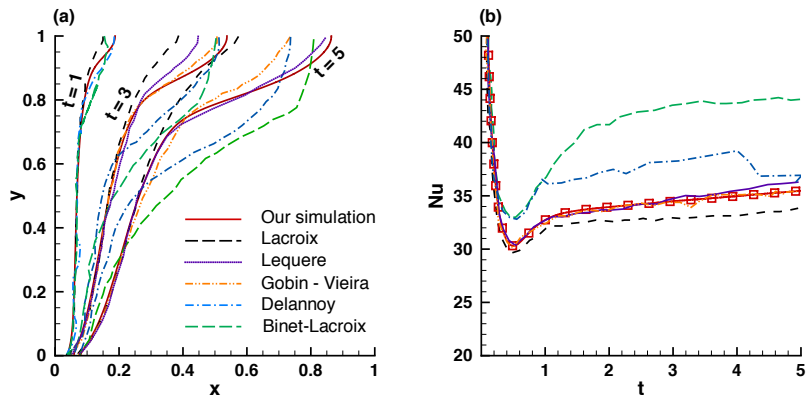 (a)
1
0.8
0.6
0.4
0.2
0
y
0
0.2
0.4
0.6
0.8
1
x
t = 1
t = 3
t = 5
Our simulation
Lacroix
Lequere
Gobin - Vieira
Delannoy
Binet-Lacroix
(b)
50
45
40
35
30
25
20
Nu
1
2
3
4
5
t